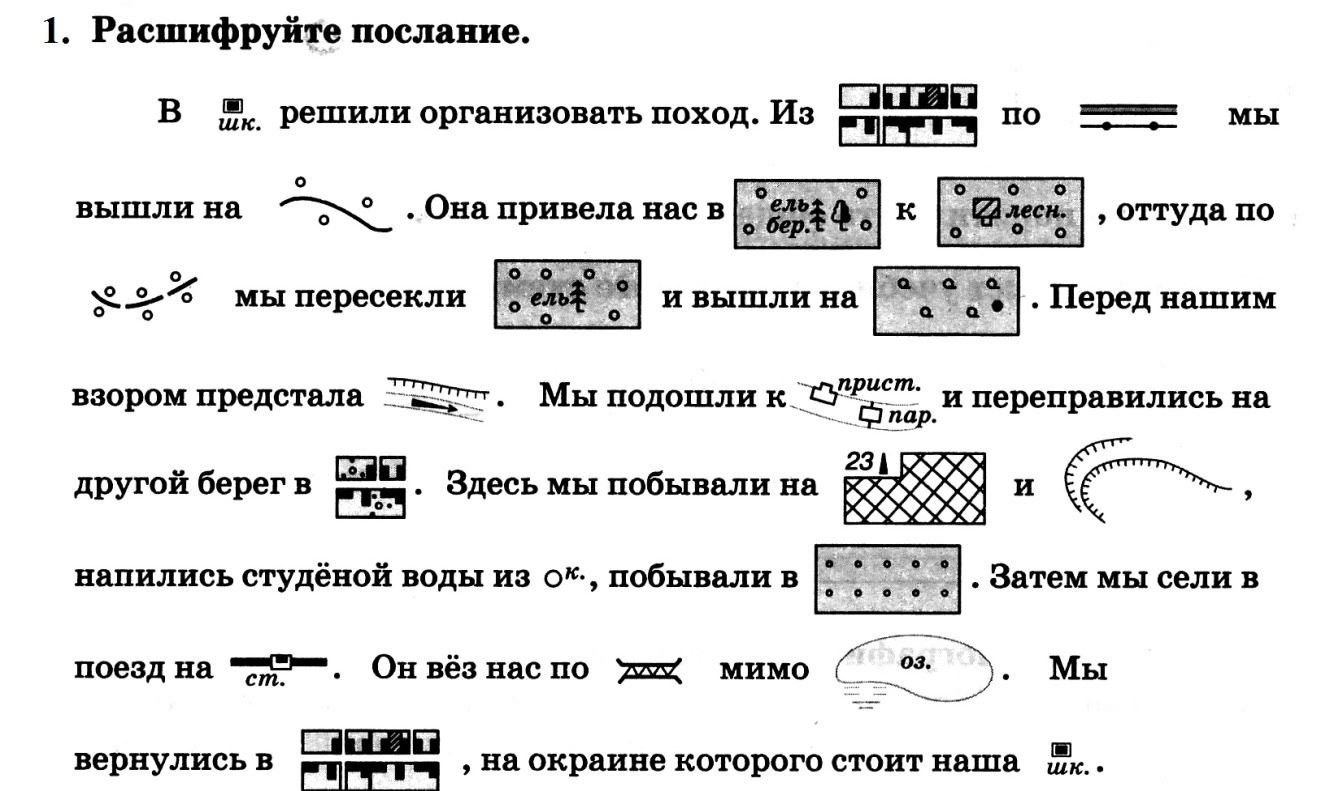 1. Расшифруйте послание.
В шк. решили организовать поход. Из по мы
вышли на . Она привела нас в ель бер. к лесн. , оттуда по
мы пересекли ель и вышли на . Перед нашим
взором предстала . Мы подошли к прист. пар. и переправились на
другой берег в . Здесь мы побывали на 23 и ,
напились студёной воды из к., побывали в . Затем мы сели в
поезд на ст. . Он вёз нас по мимо оз. . Мы
вернулись в , на окраине которого стоит наша шк. .